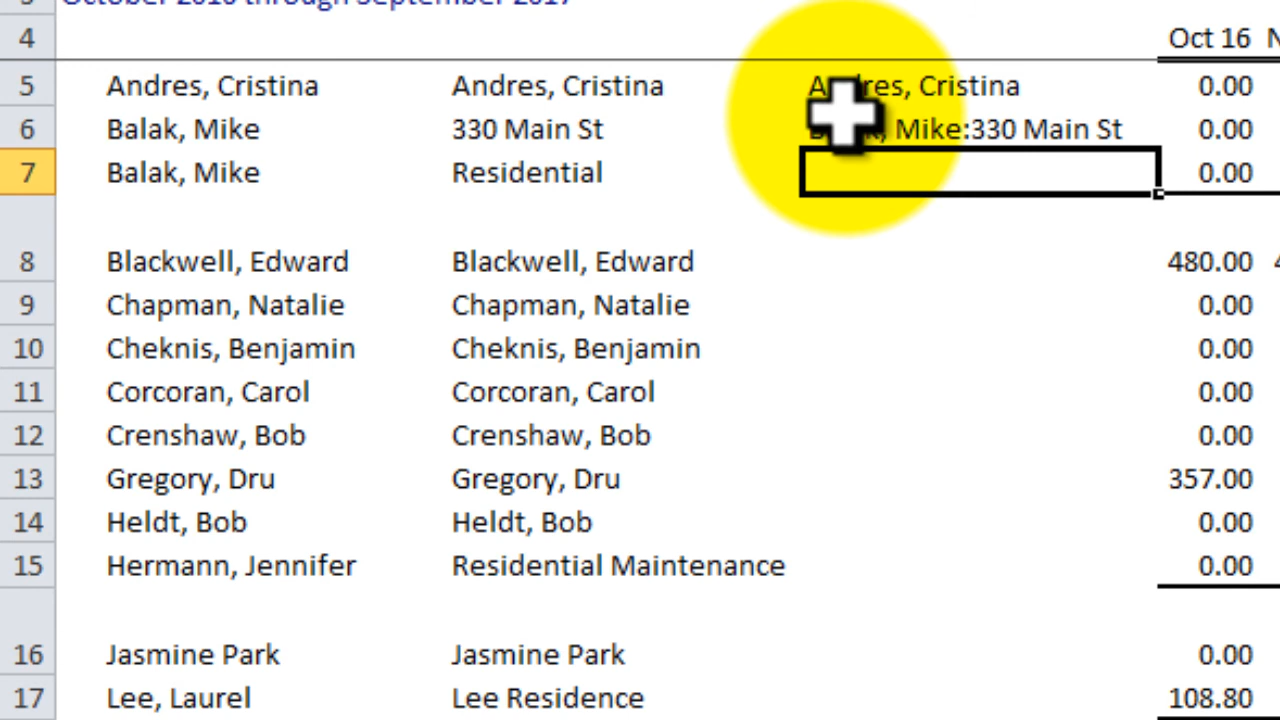 4 Oct 16 N
5 Andres, Cristina Andres, Cristina Andres, Cristina 0.00
6 Balak, Mike 330 Main St Mike:330 Main St 0.00
7 Balak, Mike Residential 0.00
8 Blackwell, Edward Blackwell, Edward 480.00 4
9 Chapman, Natalie Chapman, Natalie 0.00
10 Cheknis, Benjamin Cheknis, Benjamin 0.00
11 Corcoran, Carol Corcoran, Carol 0.00
12 Crenshaw, Bob Crenshaw, Bob 0.00
13 Gregory, Dru Gregory, Dru 357.00
14 Heldt, Bob Heldt, Bob 0.00
15 Hermann, Jennifer Residential Maintenance 0.00
16 Jasmine Park Jasmine Park 0.00
17 Lee, Laurel Lee Residence 108.80